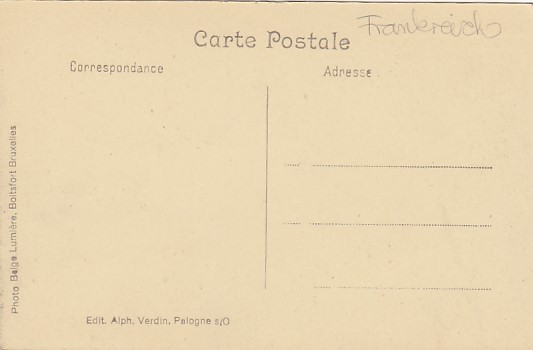 Frankreich
Carte Postale
Correspondance
Adresse
Photo Belge Lumière, Boitsfort Bruxelles
Edit. Alph. Verdin, Palogne s/O